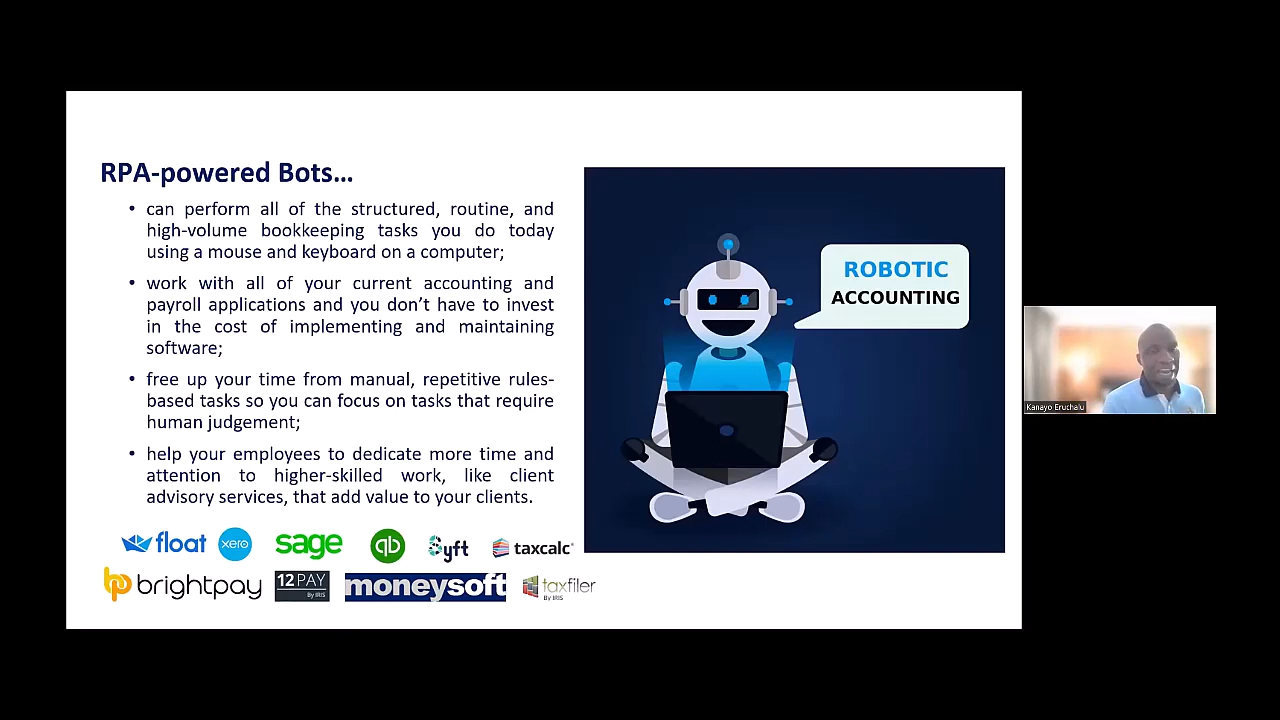 RPA-powered Bots...
• can perform all of the structured, routine, and
high-volume bookkeeping tasks you do today
using a mouse and keyboard on a computer;
• work with all of your current accounting and
payroll applications and you don’t have to invest
in the cost of implementing and maintaining
software;
• free up your time from manual, repetitive rules-
based tasks so you can focus on tasks that require
human judgement;
• help your employees to dedicate more time and
attention to higher-skilled work, like client
advisory services, that add value to your clients.
ROBOTIC
ACCOUNTING
float
xero
sage
qb
Syft
taxcalc
brightpay
12PAY
By IRIS
moneysoft
taxfiler
By IRIS
Kanayo Eruchalu